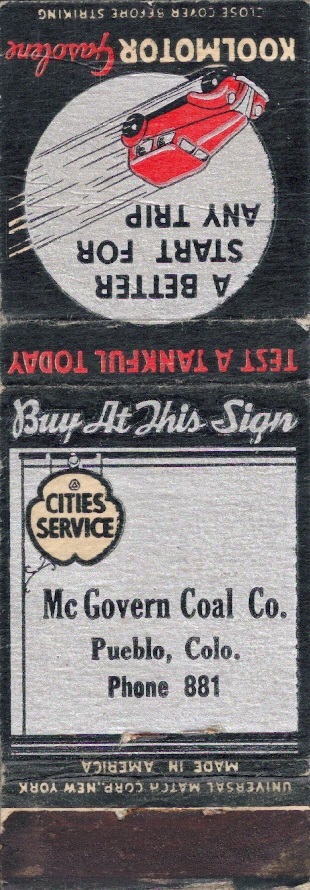 CLOSE COVER BEFORE STRIKING
KOOLMOTOR Gasolene
A BETTER
START FOR
ANY TRIP
TEST A TANKFUL TODAY
Buy At This Sign
CITIES
SERVICE
Mc Govern Coal Co.
Pueblo, Colo.
Phone 881
MADE IN AMERICA
UNIVERSAL MATCH CORP., NEW YORK